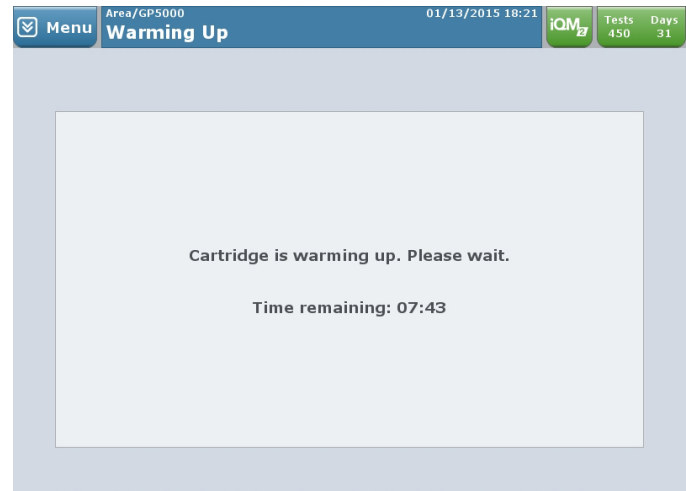 Menu
Area/GP5000
01/13/2015 18:21
Warming Up
iQM2
Tests Days
450 31
Cartridge is warming up. Please wait.
Time remaining: 07:43